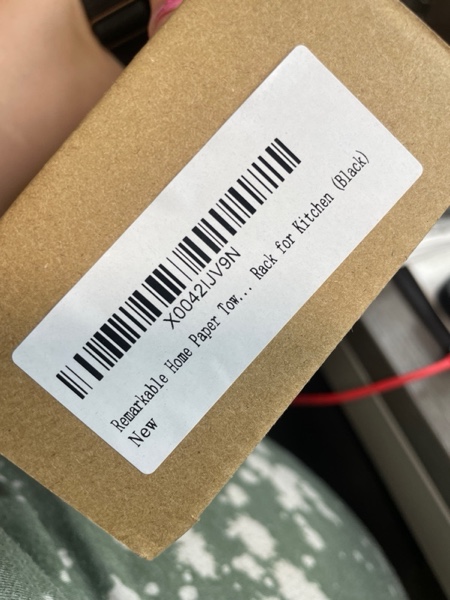 X0042IJV9N
Remarkable Home Paper Tow... Rack for Kitchen (Black)
New